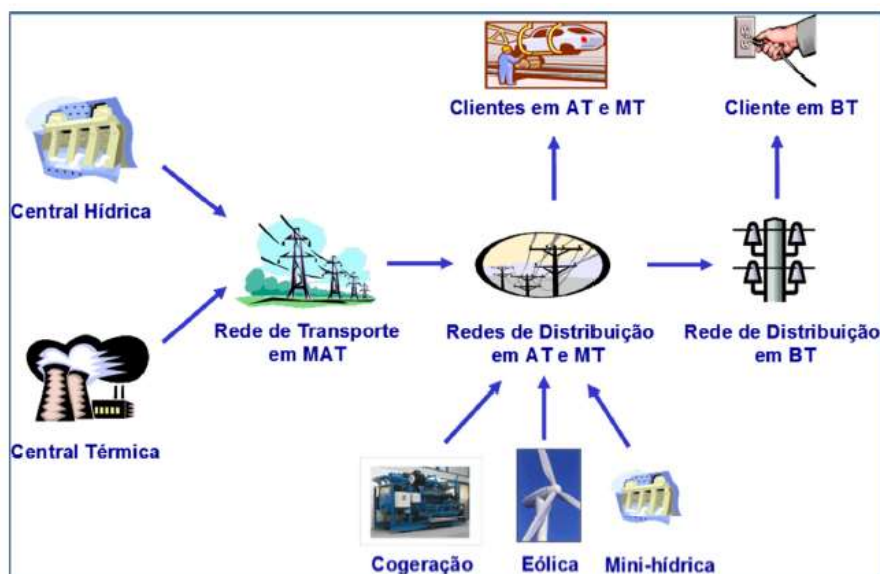 Clientes em AT e MT
Cliente em BT
Central Hídrica
Rede de Transporte
em MAT
Redes de Distribuição
em AT e MT
Rede de Distribuição
em BT
Central Térmica
Cogeração
Eólica
Mini-hídrica